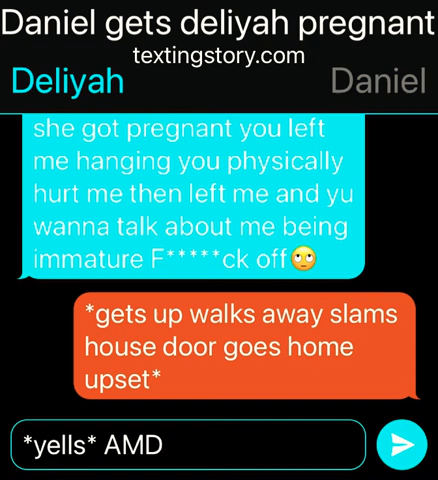 Daniel gets deliyah pregnant
textingstory.com
Deliyah Daniel
she got pregnant you left
me hanging you physically
hurt me then left me and yu
wanna talk about me being
immature F*****ck off🙄
*gets up walks away slams
house door goes home
upset*
*yells* AMD